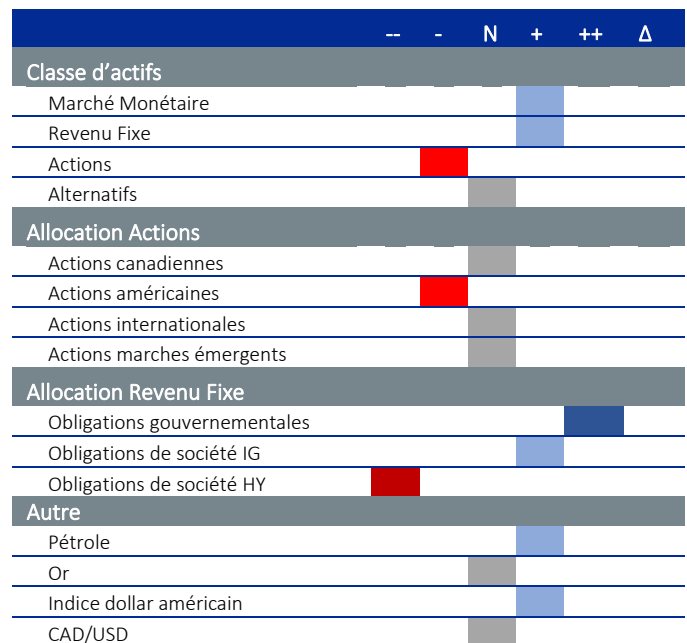 -- - N + ++ Δ
Classe d’actifs
Marché Monétaire
Revenu Fixe
Actions
Alternatifs
Allocation Actions
Actions canadiennes
Actions américaines
Actions internationales
Actions marches émergents
Allocation Revenu Fixe
Obligations gouvernementales
Obligations de société IG
Obligations de société HY
Autre
Pétrole
Or
Indice dollar américain
CAD/USD